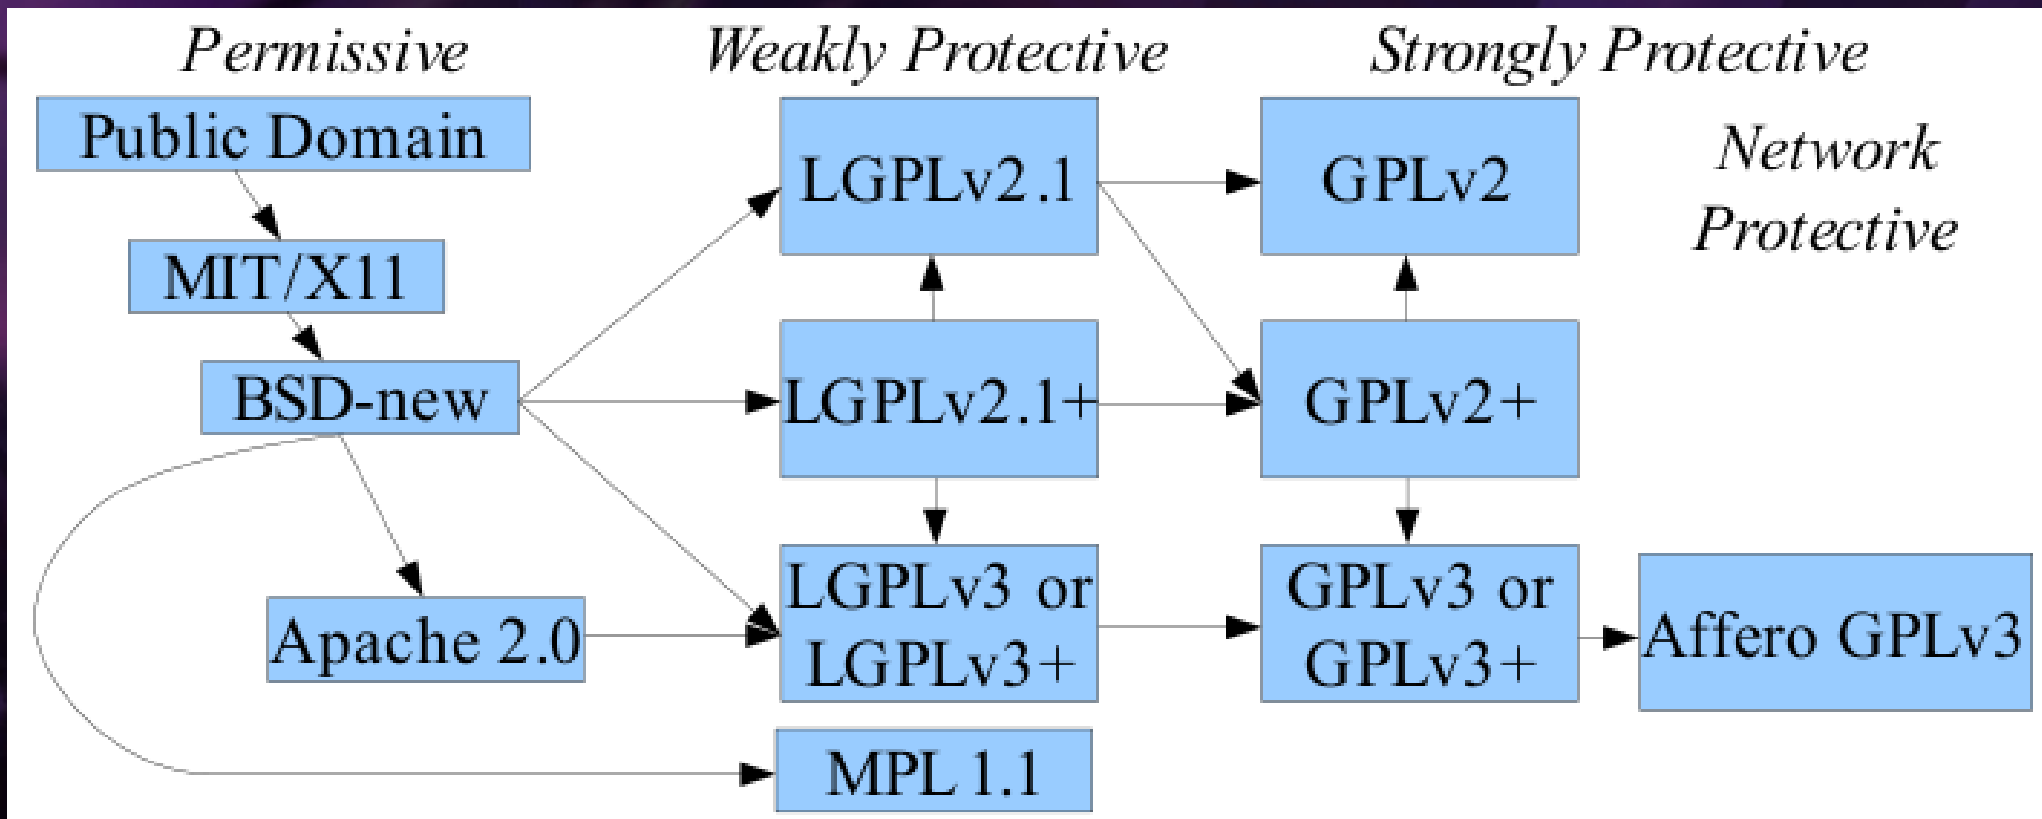 Permissive
Weakly Protective
Strongly Protective
Public Domain
LGPLv2.1
GPLv2
Network
Protective
MIT/X11
BSD-new
LGPLv2.1+
GPLv2+
Apache 2.0
LGPLv3 or
LGPLv3+
GPLv3 or
GPLv3+
Affero GPLv3
MPL 1.1